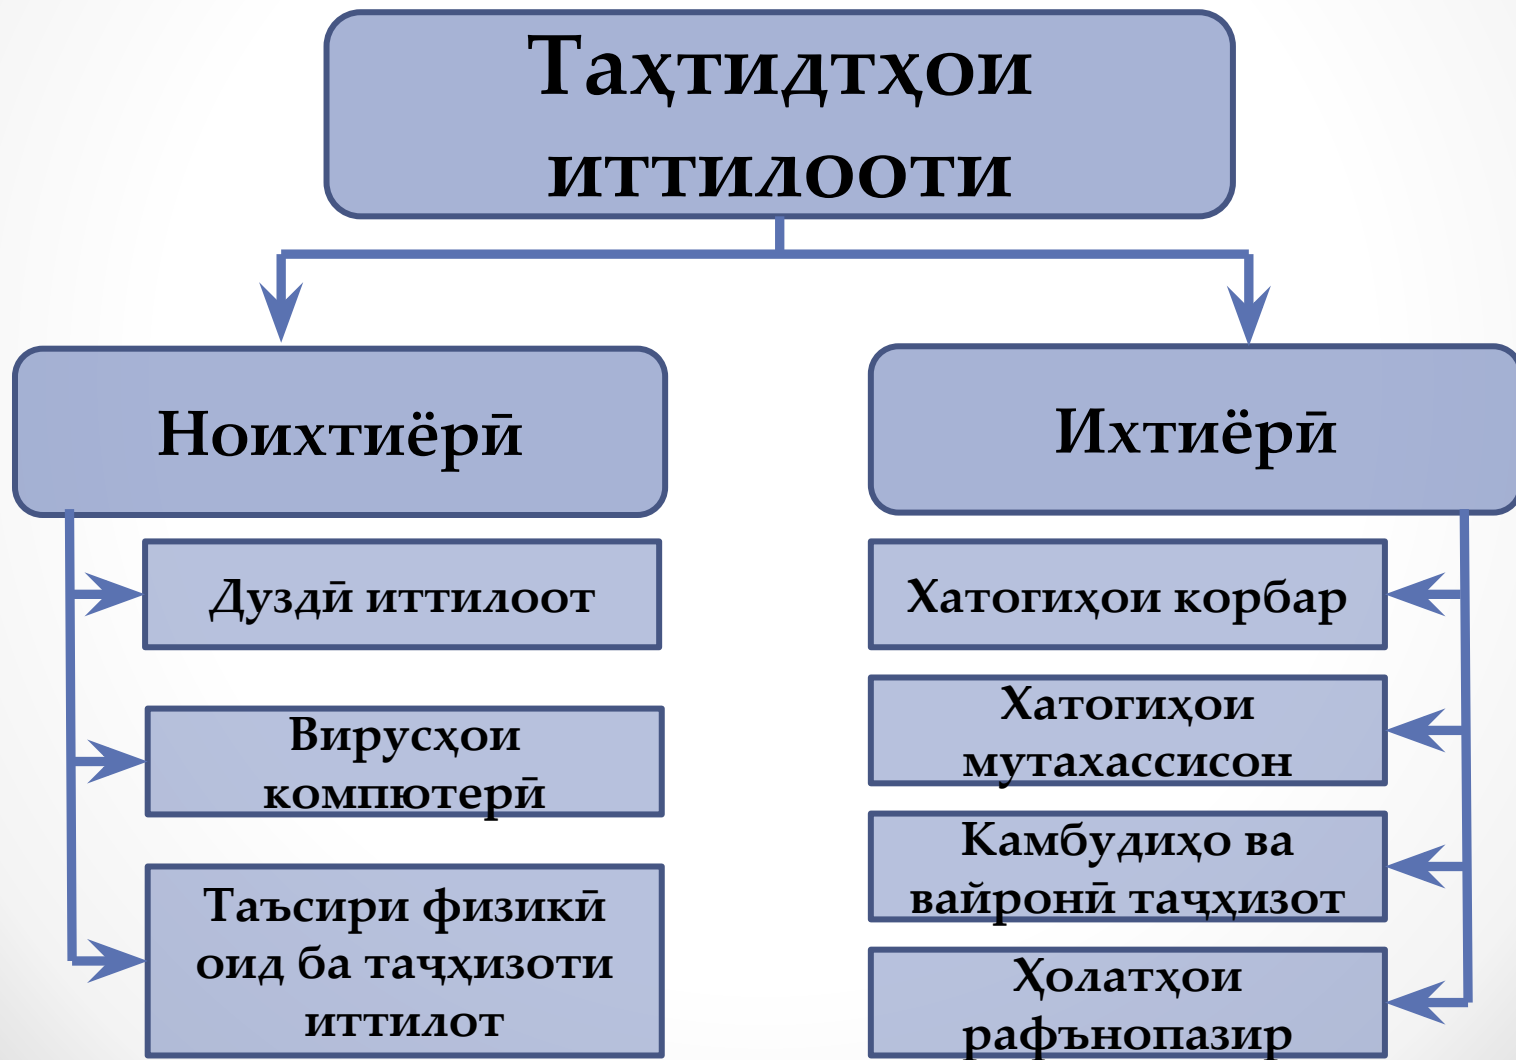 Таҳтидтҳои
иттилооти
Ноихтиёрӣ
Ихтиёрӣ
Дуздӣ иттилоот
Вирусҳои
компютерӣ
Таъсири физикӣ
оид ба таҷҳизоти
иттилот
Хатогиҳои корбар
Хатогиҳои
мутахассисон
Камбудиҳо ва
вайронӣ таҷҳизот
Ҳолатҳои
рафънопазир